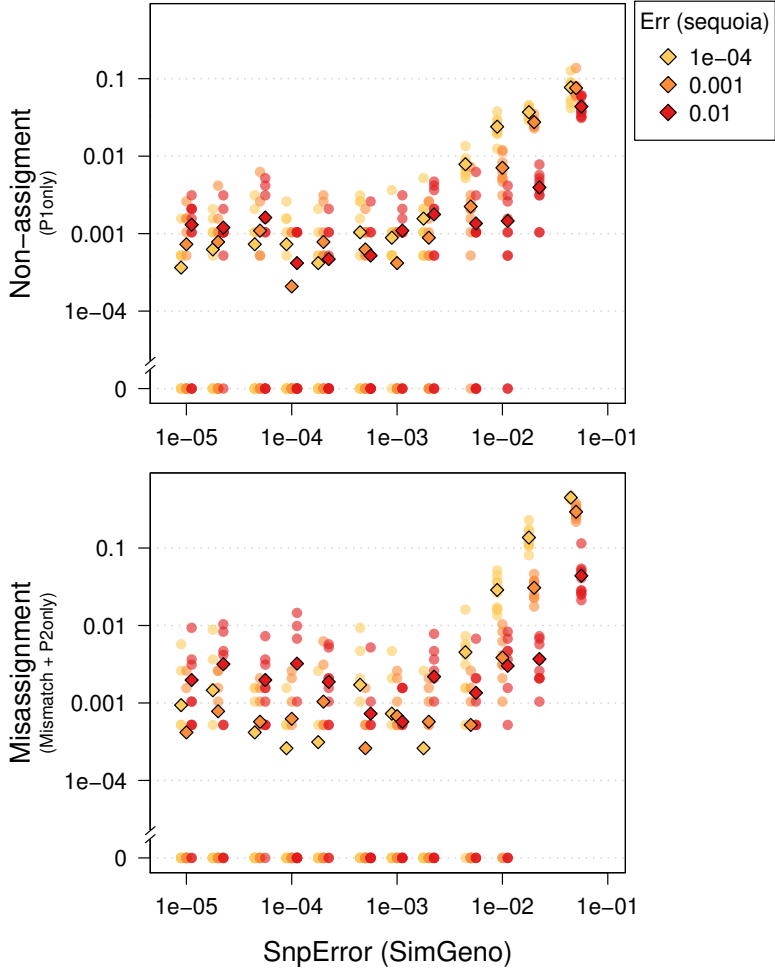 Err (sequoia)
1e-04
0.001
0.01
Non-assigment
(P1only)
0.1
0.01
0.001
1e-04
0
1e-05
1e-04
1e-03
1e-02
1e-01
Misassignment
(Mismatch + P2only)
0.1
0.01
0.001
1e-04
0
1e-05
1e-04
1e-03
1e-02
1e-01
SnpError (SimGeno)